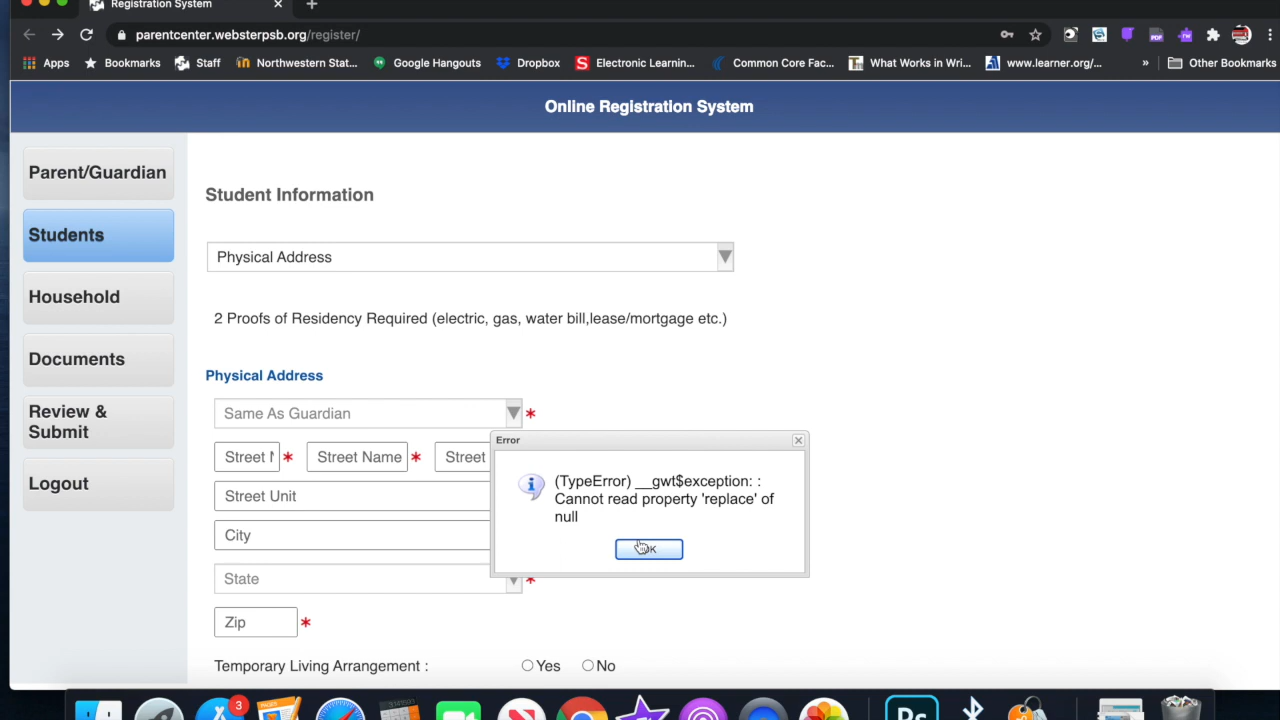 Registration System
parentcenter.websterpsb.org/register/
Apps
Bookmarks
Staff
Northwestern Stat...
Google Hangouts
Dropbox
Electronic Learnin...
Common Core Fac...
What Works in Wri...
www.learner.org/...
»
Other Bookmarks
Online Registration System
Parent/Guardian
Students
Household
Documents
Review &
Submit
Logout
Student Information
Physical Address
2 Proofs of Residency Required (electric, gas, water bill,lease/mortgage etc.)
Physical Address
Same As Guardian *
Street * Street Name * Street
Street Unit
City
State *
Zip *
Temporary Living Arrangement : Yes No
Error
(TypeError) __gwt$exception: :
Cannot read property 'replace' of
null
3
Ps